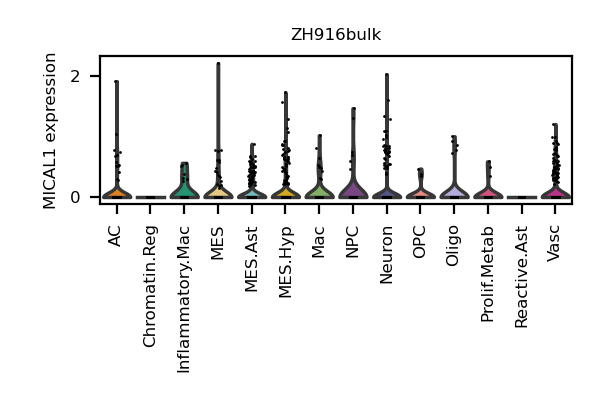 ZH916bulk
MICAL1 expression
2
0
AC
Chromatin.Reg
Inflammatory.Mac
MES
MES.Ast
MES.Hyp
Mac
NPC
Neuron
OPC
Oligo
Prolif.Metab
Reactive.Ast
Vasc